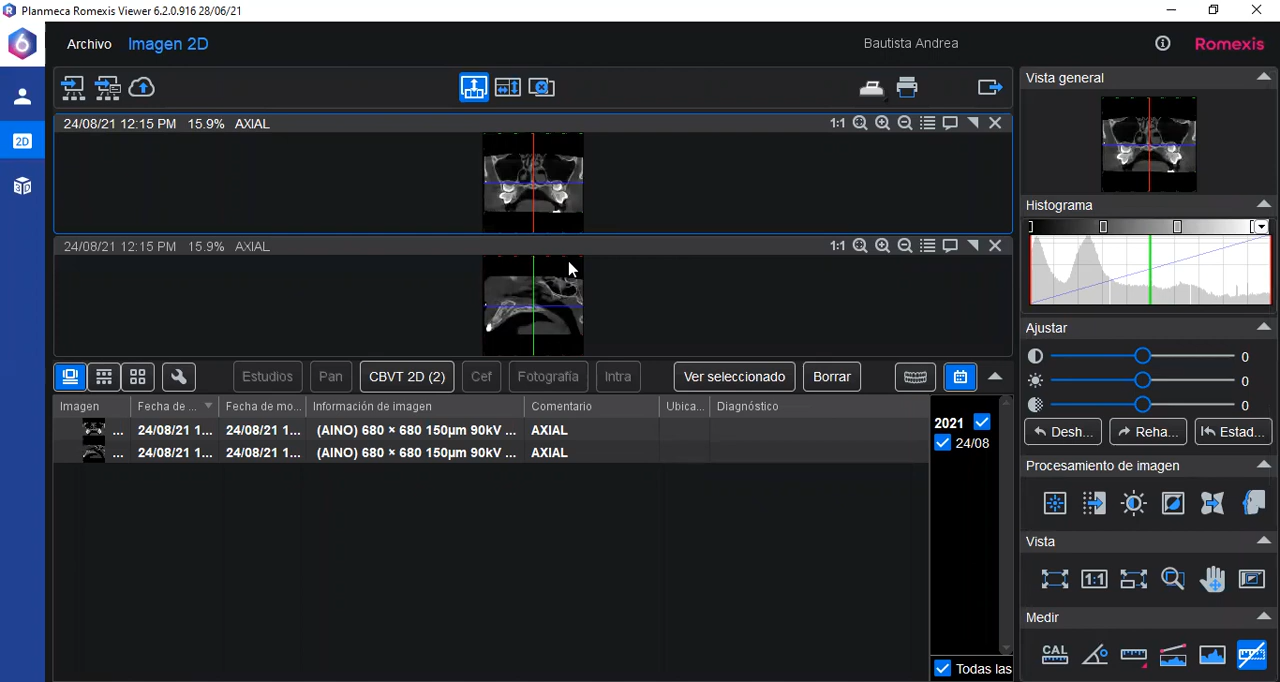 Planmeca Romexis Viewer 6.2.0.916 28/06/21
Archivo Imagen 2D Bautista Andrea Romexis
24/08/21 12:15 PM 15.9% AXIAL 1:1
24/08/21 12:15 PM 15.9% AXIAL 1:1
2D
3D
Estudios Pan CBVT 2D (2) Cef Fotografía Intra Ver seleccionado Borrar
Imagen Fecha de ... Fecha de mo... Información de imagen Comentario Ubica... Diagnóstico
... 24/08/21 1... 24/08/21 1... (AINO) 680 × 680 150µm 90kV ... AXIAL
... 24/08/21 1... 24/08/21 1... (AINO) 680 × 680 150µm 90kV ... AXIAL
2021
24/08
Todas las
Vista general
Histograma
Ajustar
0
0
0
Desh... Reha... Estad...
Procesamiento de imagen
Vista
1:1
Medir
CAL